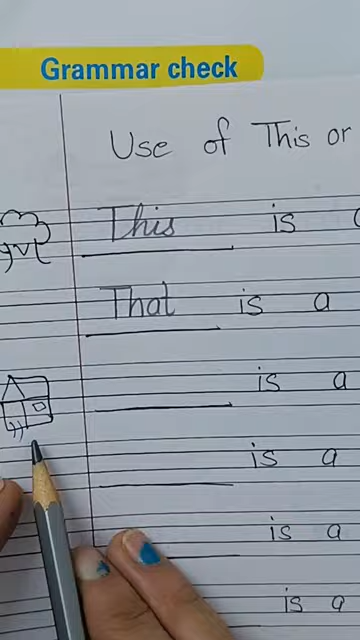 Grammar check
Use of This or
This is a
That is a
is a
is a
is a
is a